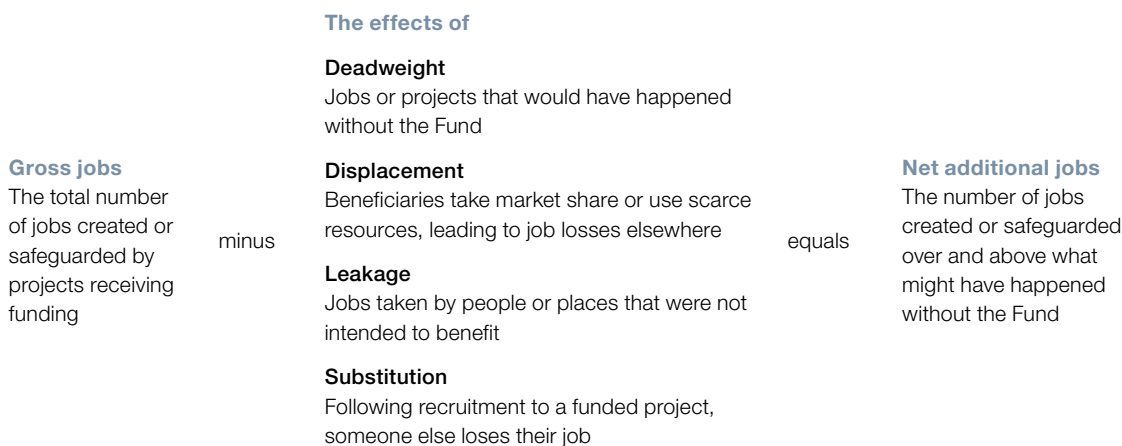 Gross jobs
The total number
of jobs created or
safeguarded by
projects receiving
funding
minus
The effects of
Deadweight
Jobs or projects that would have happened
without the Fund
Displacement
Beneficiaries take market share or use scarce
resources, leading to job losses elsewhere
Leakage
Jobs taken by people or places that were not
intended to benefit
Substitution
Following recruitment to a funded project,
someone else loses their job
equals
Net additional jobs
The number of jobs
created or safeguarded
over and above what
might have happened
without the Fund